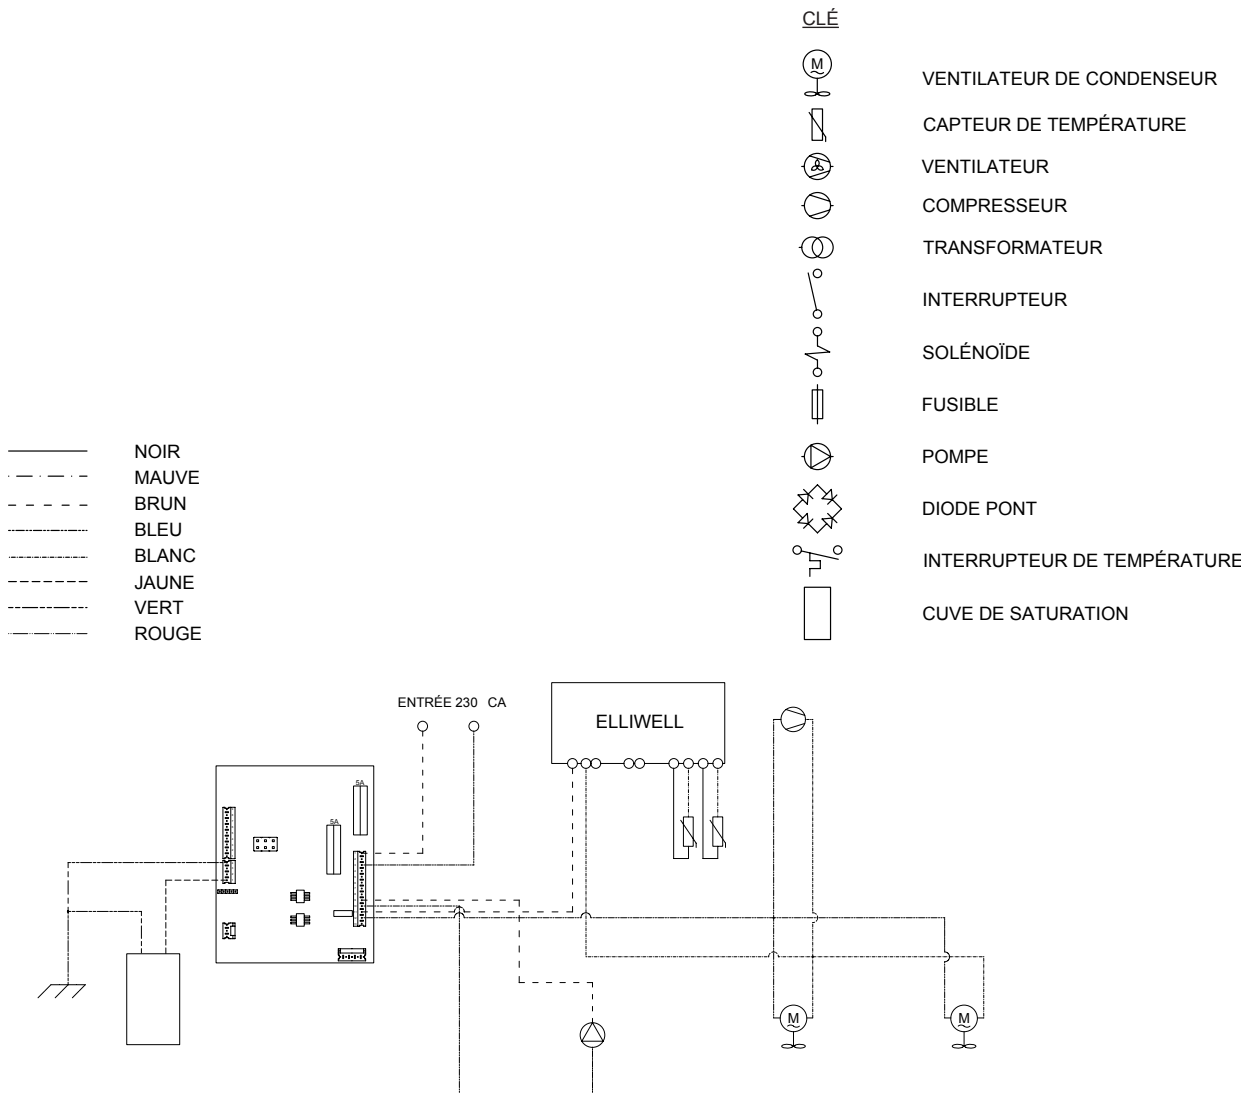 CLÉ
M
VENTILATEUR DE CONDENSEUR
CAPTEUR DE TEMPÉRATURE
VENTILATEUR
COMPRESSEUR
TRANSFORMATEUR
INTERRUPTEUR
SOLÉNOÏDE
FUSIBLE
POMPE
DIODE PONT
INTERRUPTEUR DE TEMPÉRATURE
CUVE DE SATURATION
NOIR
MAUVE
BRUN
BLEU
BLANC
JAUNE
VERT
ROUGE
ENTRÉE 230 CA
ELLIWELL
5A
5A
M
M